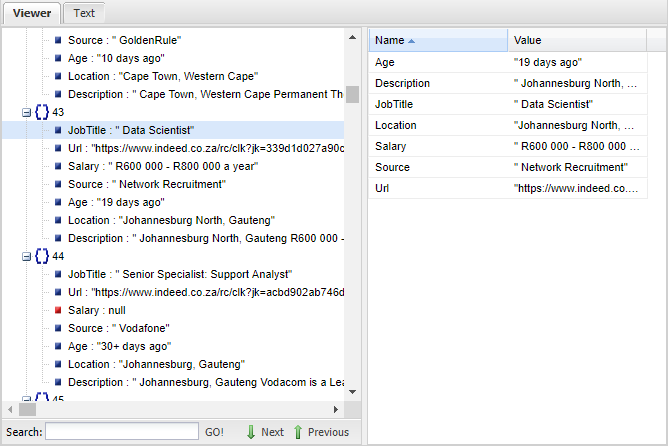 Viewer Text
Source : " GoldenRule"
Age : "10 days ago"
Location : "Cape Town, Western Cape"
Description : " Cape Town, Western Cape Permanent Th
{} 43
JobTitle : " Data Scientist"
Url : "https://www.indeed.co.za/rc/clk?jk=339d1d027a90c
Salary : " R600 000 - R800 000 a year"
Source : " Network Recruitment"
Age : "19 days ago"
Location : "Johannesburg North, Gauteng"
Description : " Johannesburg North, Gauteng R600 000 -
{} 44
JobTitle : " Senior Specialist: Support Analyst"
Url : "https://www.indeed.co.za/rc/clk?jk=acbd902ab746d
Salary : null
Source : " Vodafone"
Age : "30+ days ago"
Location : "Johannesburg, Gauteng"
Description : " Johannesburg, Gauteng Vodacom is a Lea
{} 45
Search: GO! Next Previous
Name Value
Age "19 days ago"
Description " Johannesburg North, ...
JobTitle " Data Scientist"
Location "Johannesburg North, ...
Salary " R600 000 - R800 000 ...
Source " Network Recruitment"
Url "https://www.indeed.co....